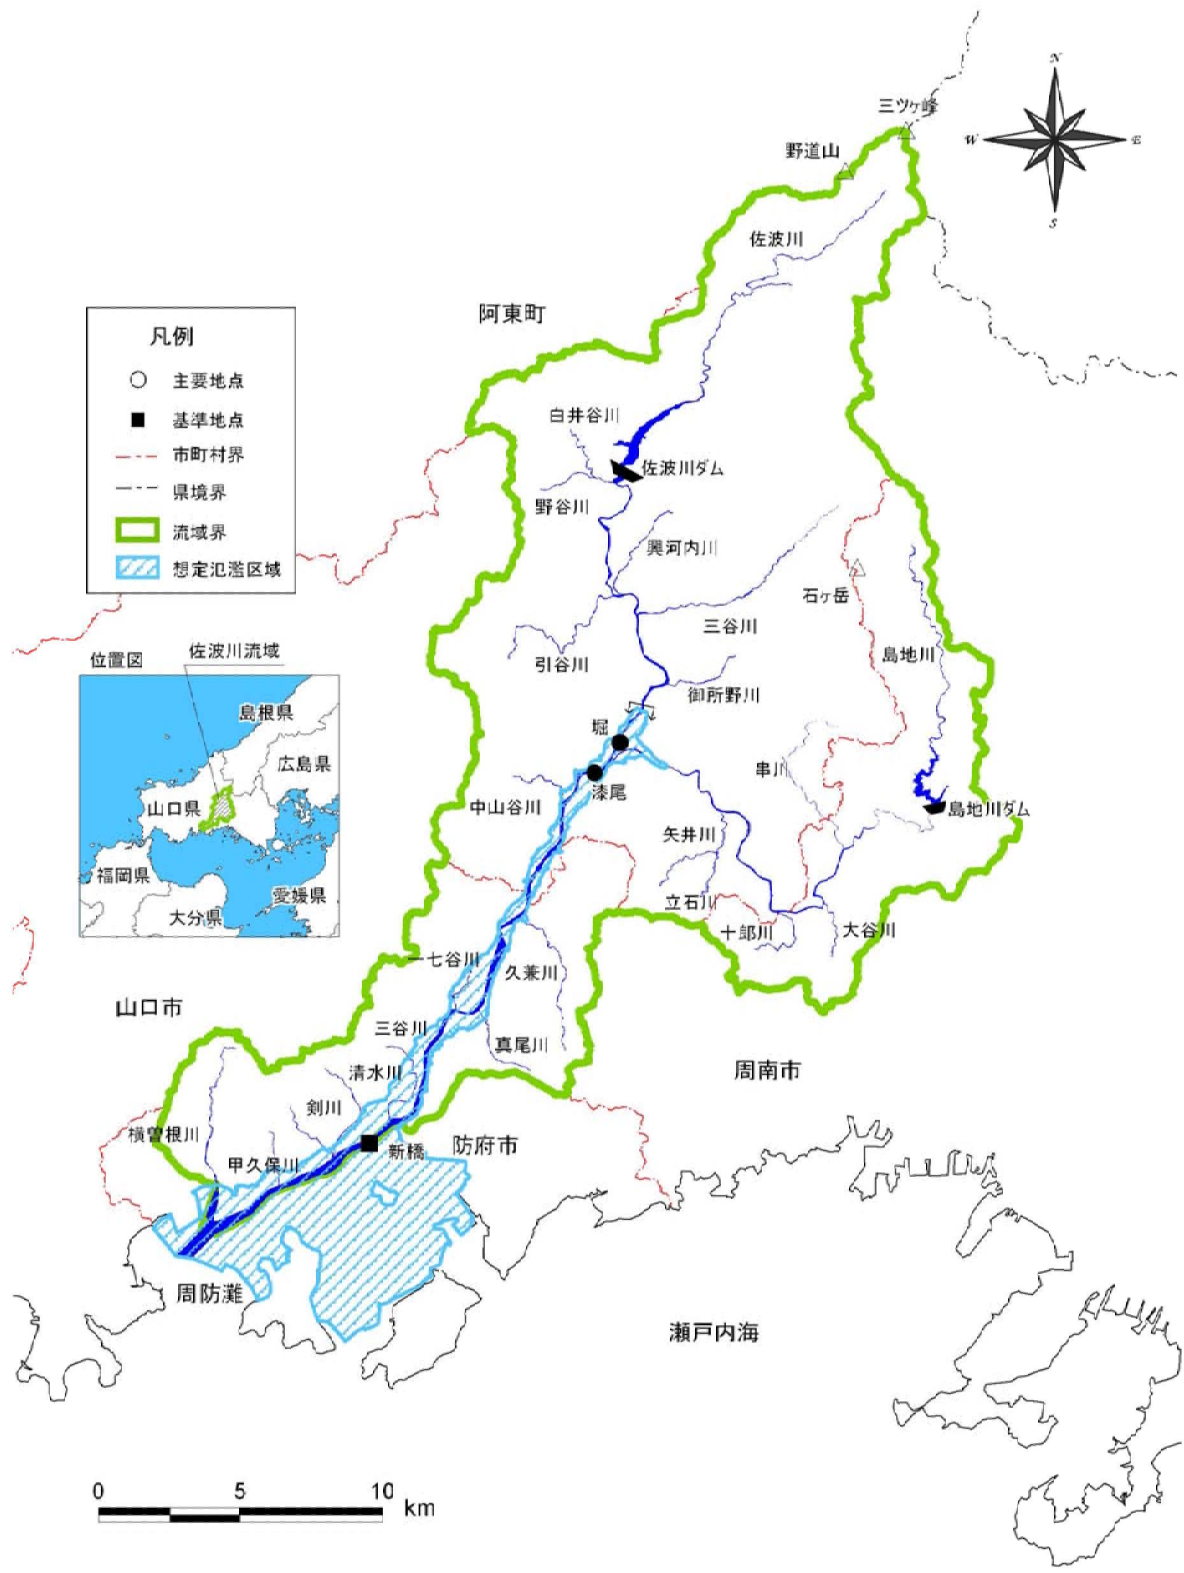 N
W
E
S
三ツヶ峰
野道山
佐波川
阿東町
凡例
主要地点
基準地点
市町村界
県境界
流域界
想定氾濫区域
白井谷川
佐波川ダム
野谷川
興河内川
石ヶ岳
三谷川
島地川
引谷川
御所野川
位置図
佐波川流域
島根県
広島県
山口県
福岡県
愛媛県
大分県
堀
漆尾
串川
中山谷川
島地川ダム
矢井川
立石川
十郎川
大谷川
一七谷川
久兼川
山口市
三谷川
真尾川
清水川
周南市
剣川
横曽根川
新橋
防府市
甲久保川
周防灘
瀬戸内海
0
5
10
km